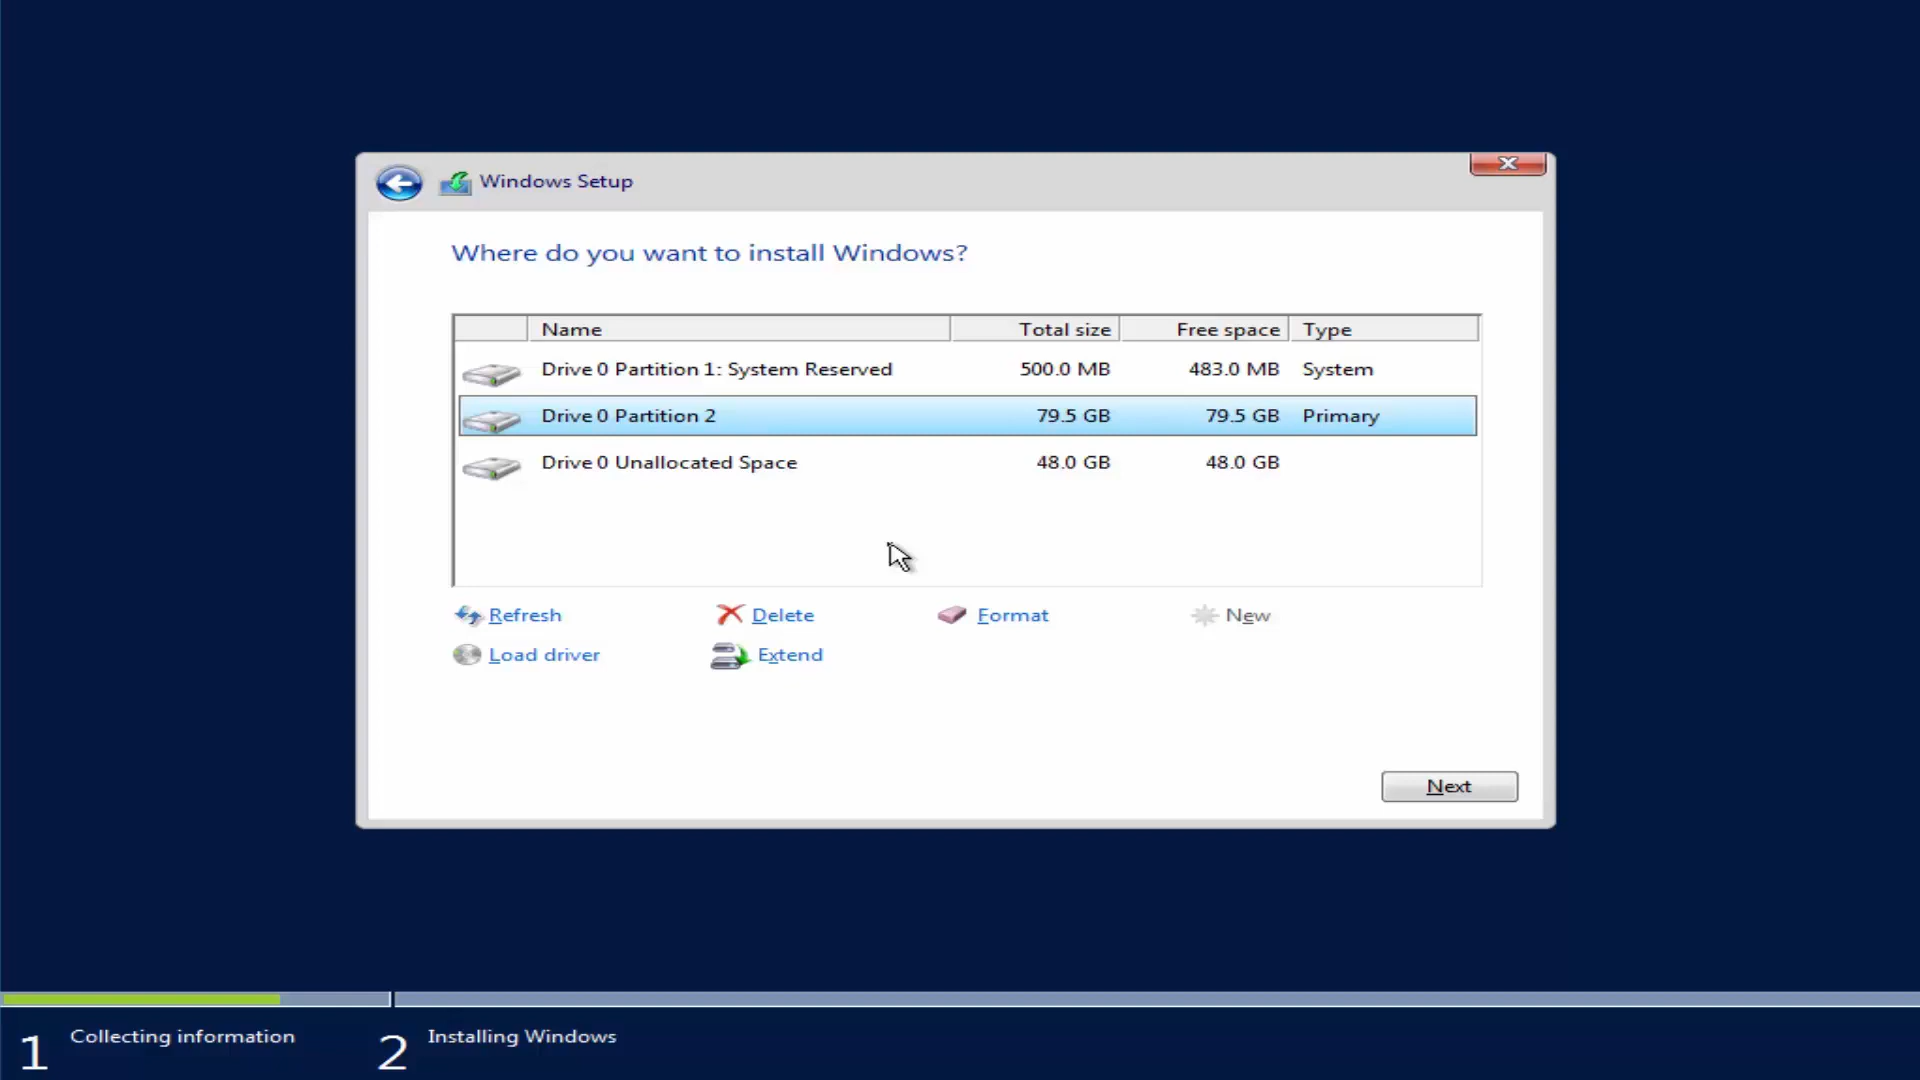 Windows Setup
Where do you want to install Windows?
Name Total size Free space Type
Drive 0 Partition 1: System Reserved 500.0 MB 483.0 MB System
Drive 0 Partition 2 79.5 GB 79.5 GB Primary
Drive 0 Unallocated Space 48.0 GB 48.0 GB
Refresh Delete Format New
Load driver Extend
Next
1 Collecting information 2 Installing Windows